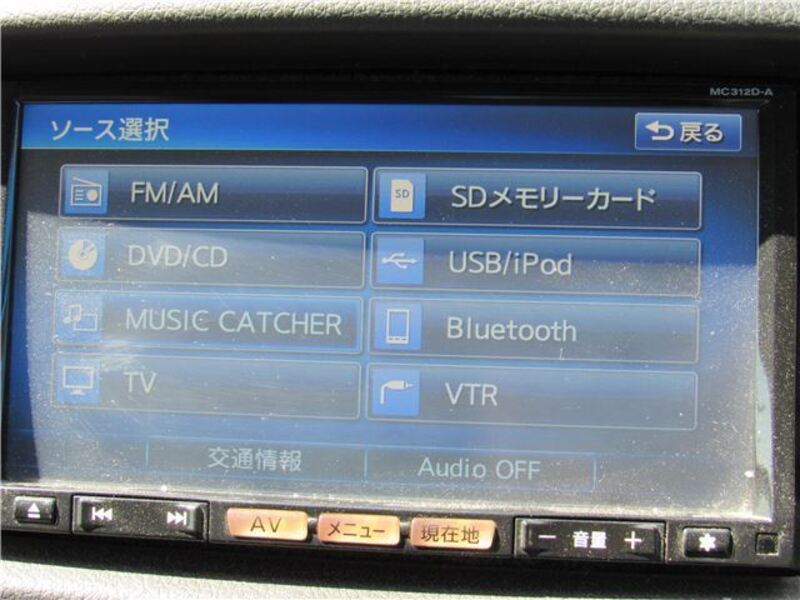 MC312D-A
ソース選択 戻る
FM/AM SDメモリーカード
SD
DVD/CD USB/iPod
MUSIC CATCHER Bluetooth
TV VTR
交通情報 Audio OFF
AV メニュー 現在地 − 音量 +